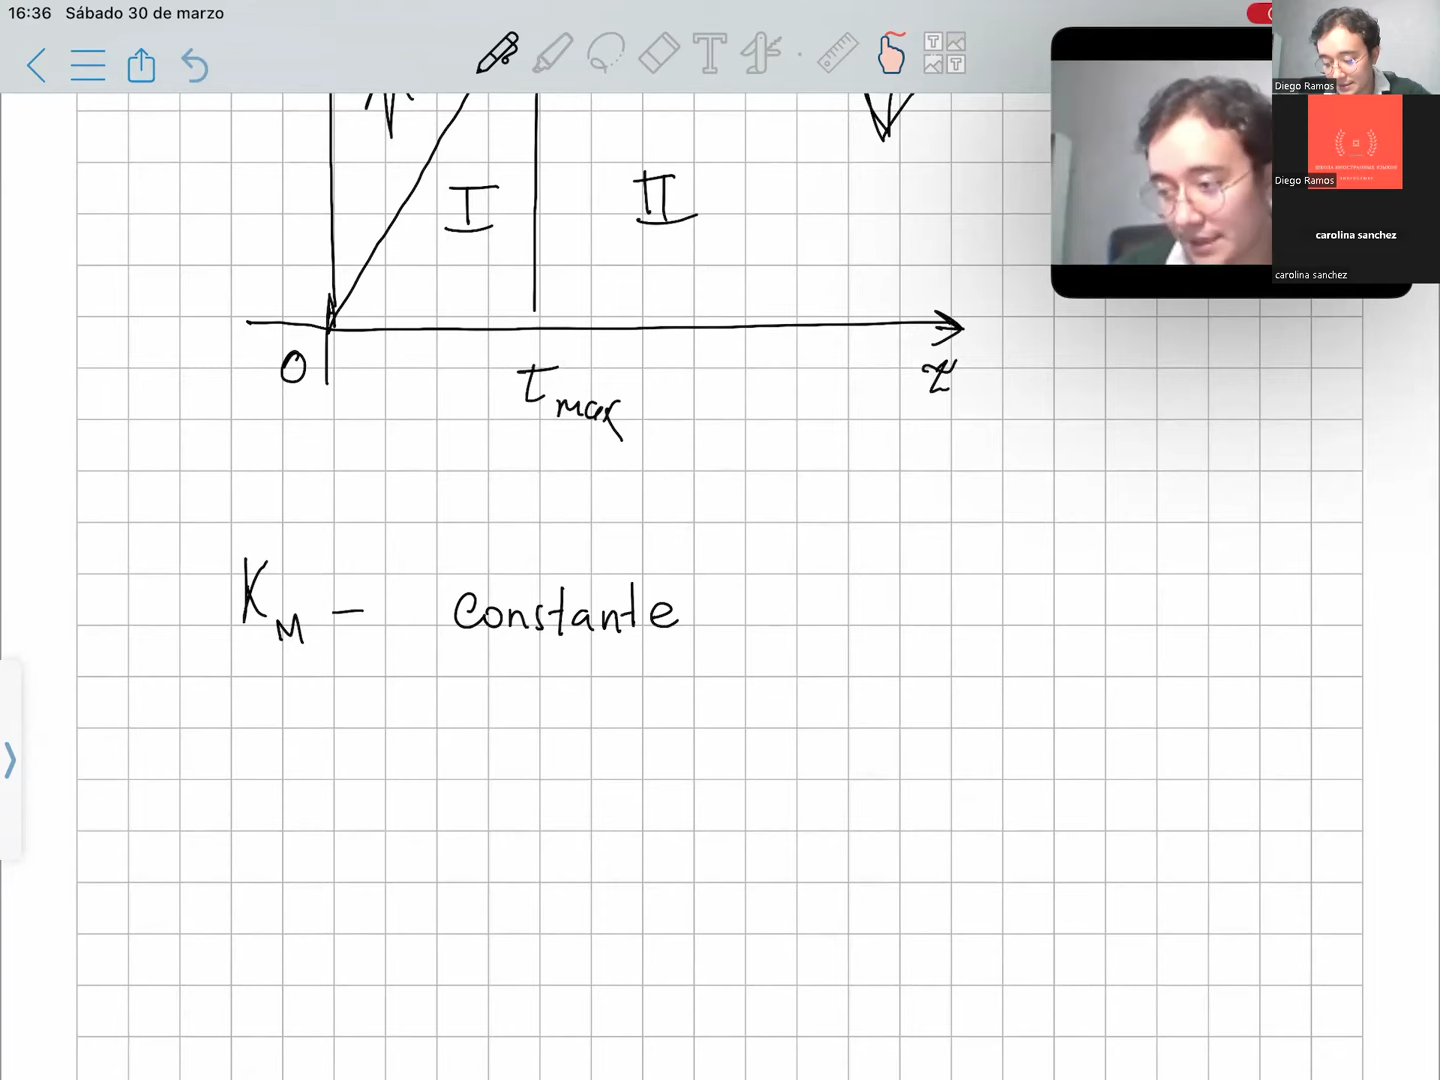 16:36 Sábado 30 de marzo
Diego Ramos
Diego Ramos
carolina sanchez
carolina sanchez
I
II
0
τ max
τ
K M – constante